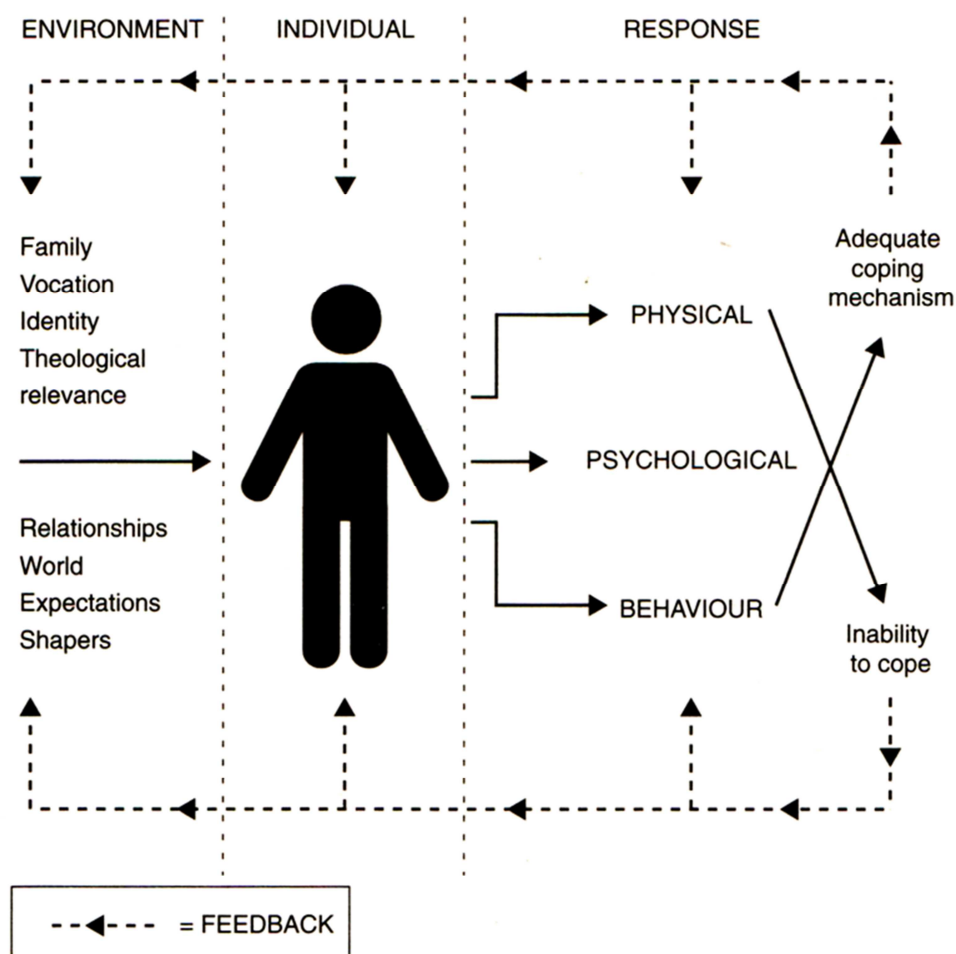 ENVIRONMENT
INDIVIDUAL
RESPONSE
Family
Vocation
Identity
Theological
relevance
Relationships
World
Expectations
Shapers
PHYSICAL
PSYCHOLOGICAL
BEHAVIOUR
Adequate
coping
mechanism
Inability
to cope
= FEEDBACK